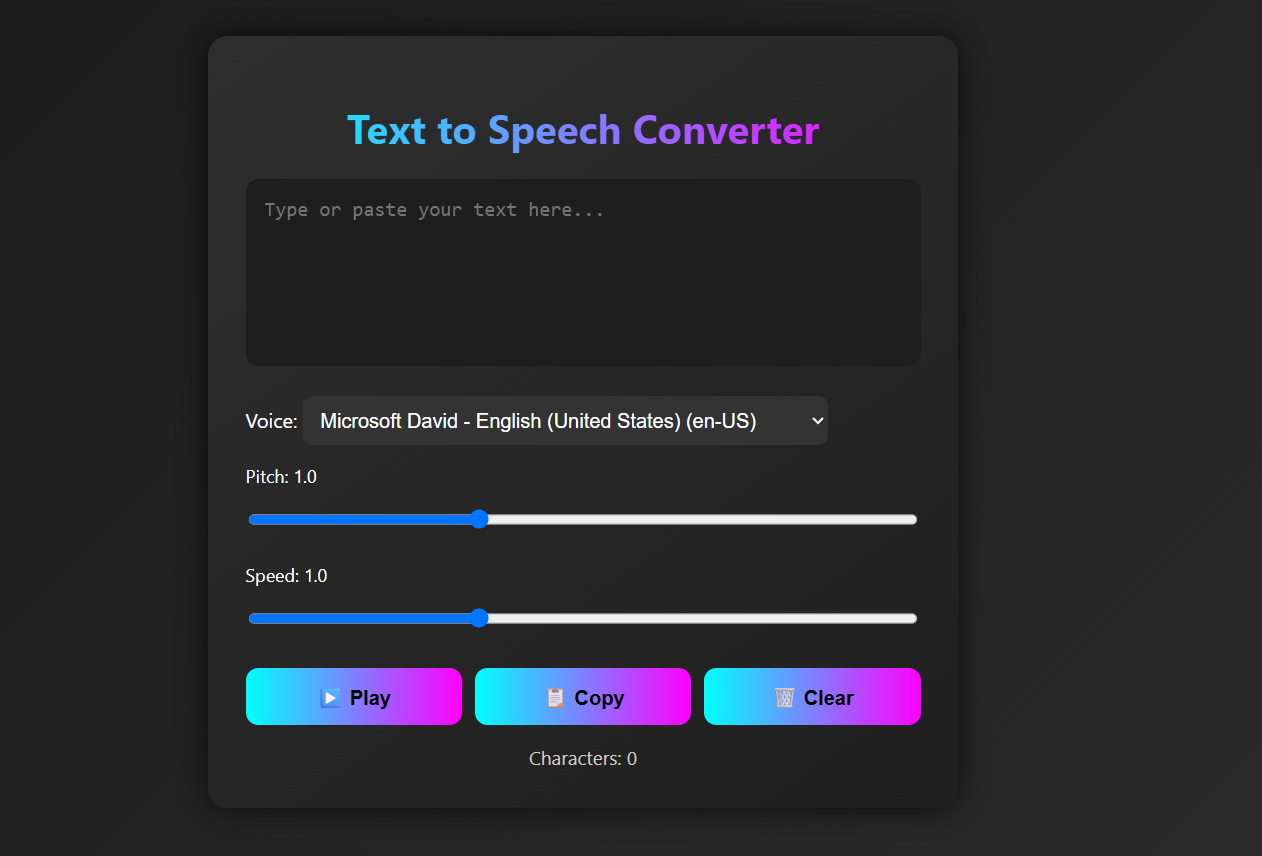 Text to Speech Converter
Type or paste your text here...
Voice: Microsoft David - English (United States) (en-US)
Pitch: 1.0
Speed: 1.0
▶️ Play 📋 Copy 🗑️ Clear
Characters: 0